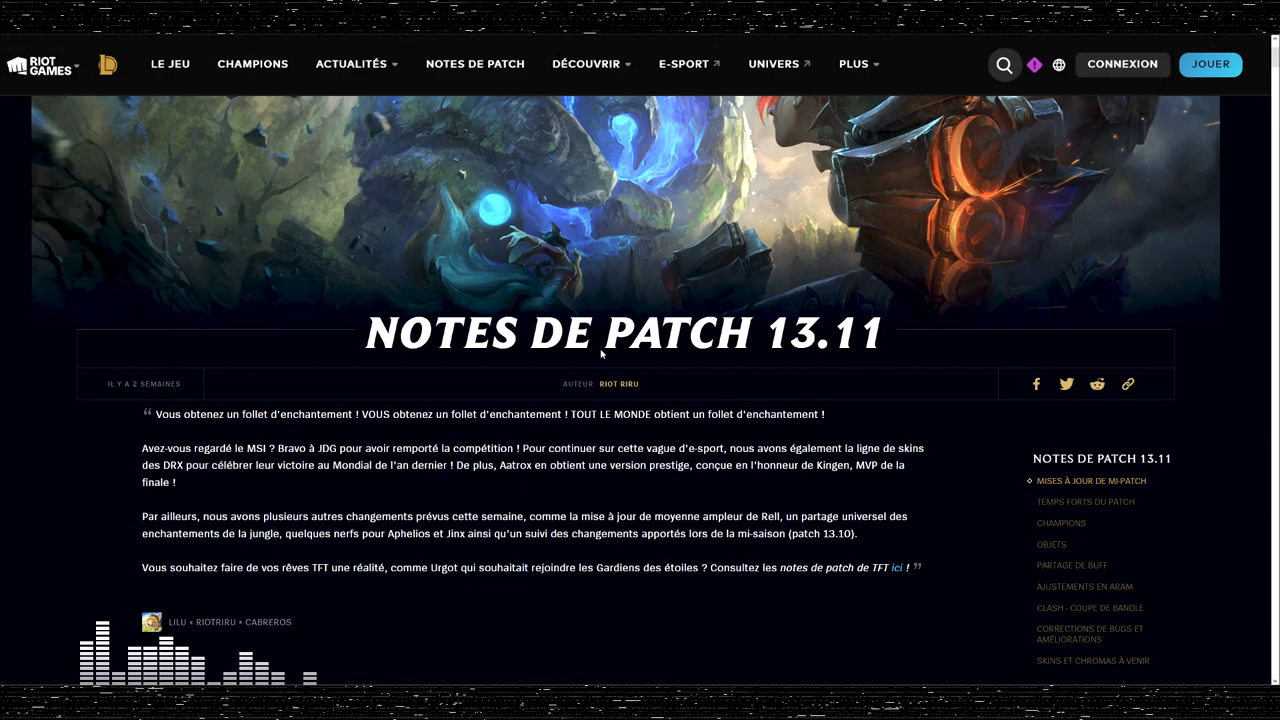 RIOT GAMES
LE JEU CHAMPIONS ACTUALITÉS NOTES DE PATCH DÉCOUVRIR E-SPORT UNIVERS PLUS CONNEXION JOUER
NOTES DE PATCH 13.11
IL Y A 2 SEMAINES
AUTEUR RIOT RIRU
“ Vous obtenez un follet d'enchantement ! VOUS obtenez un follet d'enchantement ! TOUT LE MONDE obtient un follet d'enchantement !
Avez-vous regardé le MSI ? Bravo à JDG pour avoir remporté la compétition ! Pour continuer sur cette vague d'e-sport, nous avons également la ligne de skins
des DRX pour célébrer leur victoire au Mondial de l'an dernier ! De plus, Aatrox en obtient une version prestige, conçue en l'honneur de Kingen, MVP de la
finale !
Par ailleurs, nous avons plusieurs autres changements prévus cette semaine, comme la mise à jour de moyenne ampleur de Rell, un partage universel des
enchantements de la jungle, quelques nerfs pour Aphelios et Jinx ainsi qu'un suivi des changements apportés lors de la mi-saison (patch 13.10).
Vous souhaitez faire de vos rêves TFT une réalité, comme Urgot qui souhaitait rejoindre les Gardiens des étoiles ? Consultez les notes de patch de TFT ici ! ”
LILU « RIOTRIRU » CABREROS
NOTES DE PATCH 13.11
MISES À JOUR DE MI-PATCH
TEMPS FORTS DU PATCH
CHAMPIONS
OBJETS
PARTAGE DE BUFF
AJUSTEMENTS EN ARAM
CLASH - COUPE DE BANDLE
CORRECTIONS DE BUGS ET
AMÉLIORATIONS
SKINS ET CHROMAS À VENIR